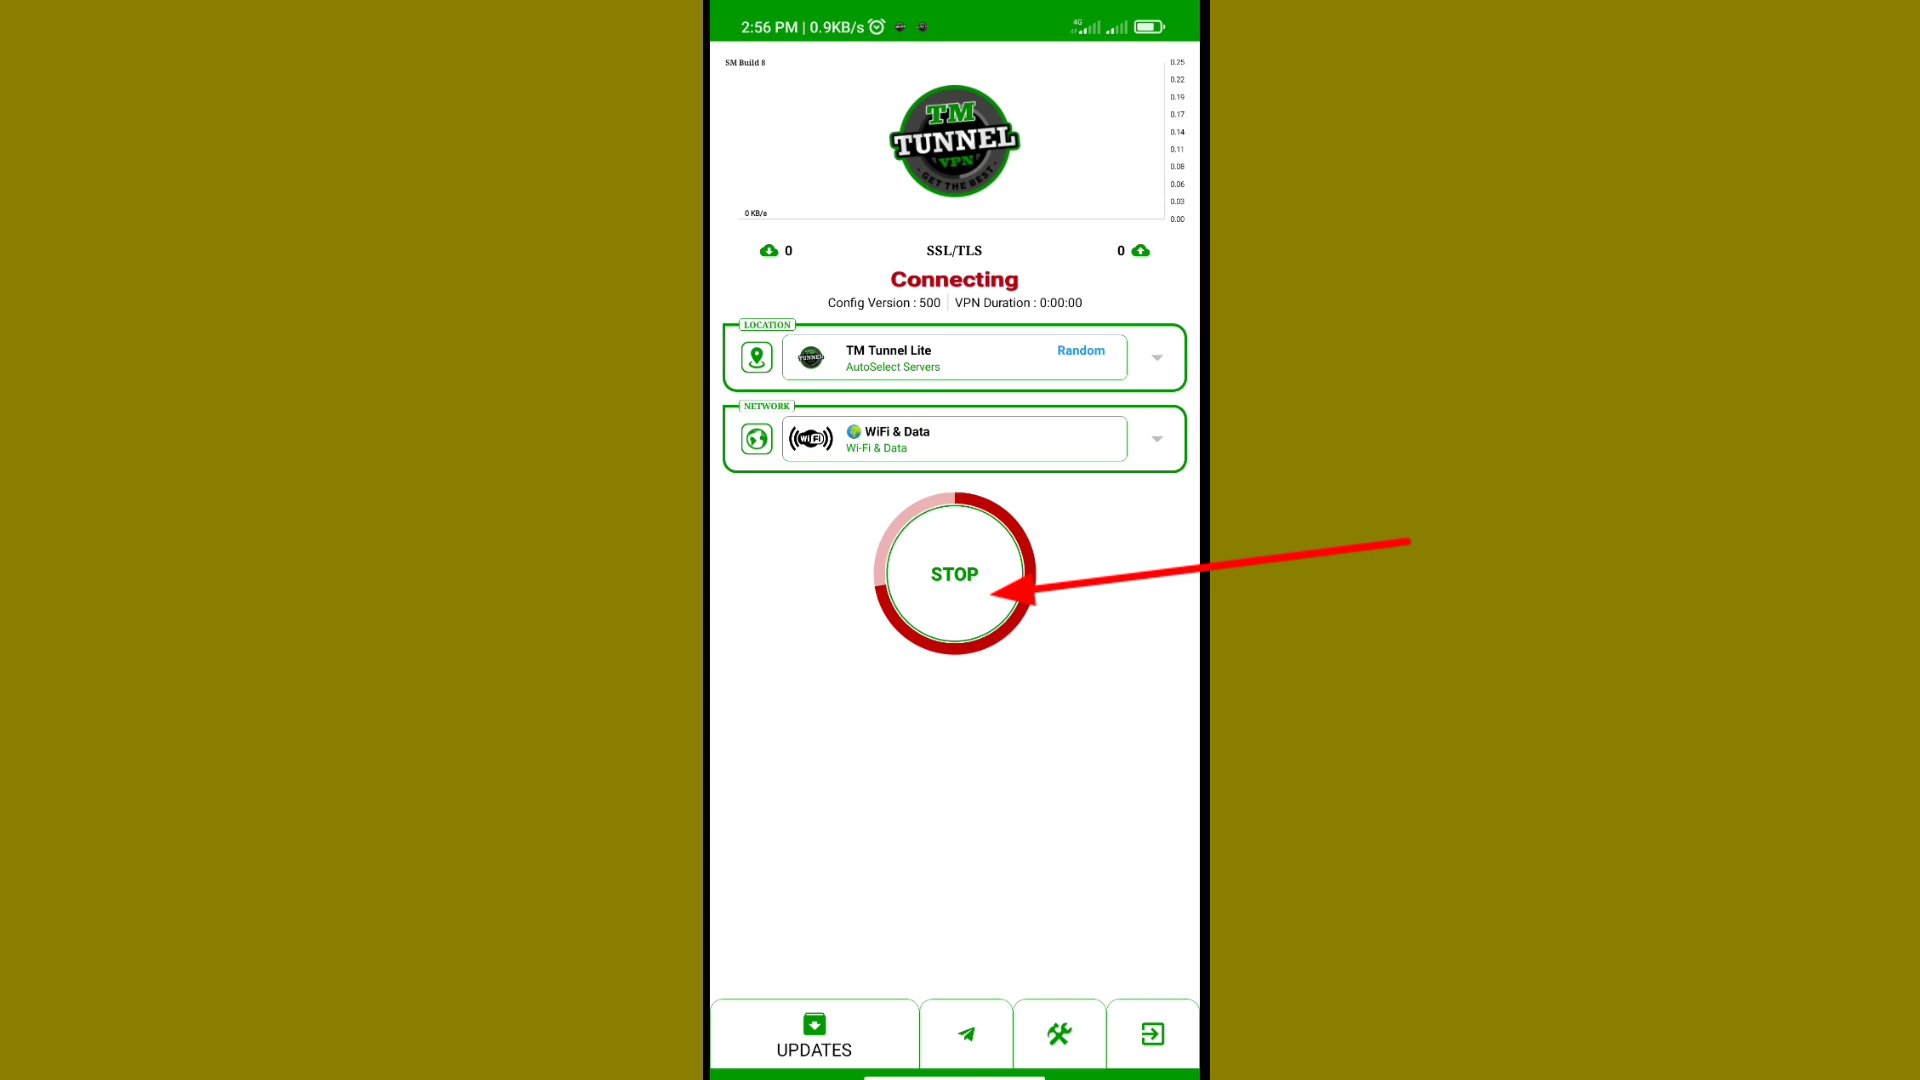 2:56 PM | 0.9KB/s
4G
SM Build 8
0.25
0.22
0.19
0.17
0.14
0.11
0.08
0.06
0.03
0.00
TM
TUNNEL
VPN
GET THE BEST
0 KB/s
0 SSL/TLS 0
Connecting
Config Version : 500 VPN Duration : 0:00:00
LOCATION
TUNNEL
TM Tunnel Lite Random
AutoSelect Servers
NETWORK
WiFi
WiFi & Data
Wi-Fi & Data
STOP
UPDATES